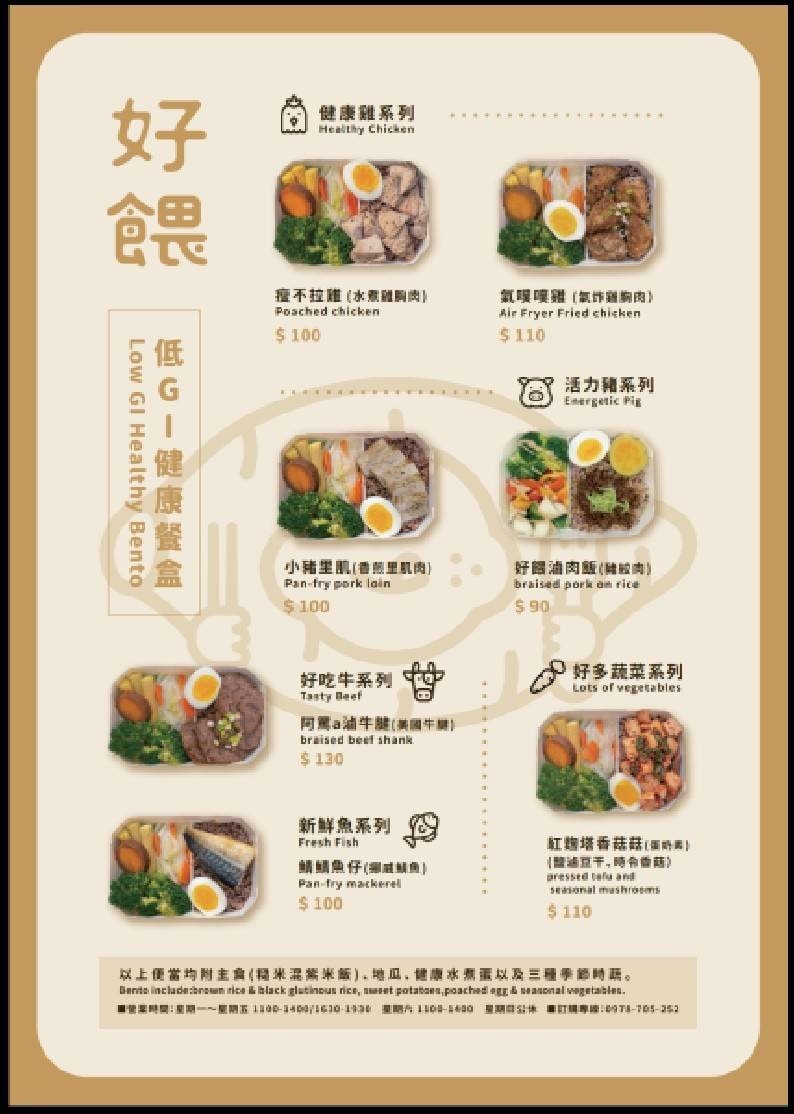 好餵
低GI健康餐盒
Low GI Healthy Bento
健康雞系列
Healthy Chicken
瘦不拉雞 (水煮雞胸肉)
Poached chicken
$ 100
氣噗噗雞 (氣炸雞胸肉)
Air Fryer Fried chicken
$ 110
活力豬系列
Energetic Pig
小豬里肌(香煎里肌肉)
Pan-fry pork loin
$ 100
好餵滷肉飯(豬絞肉)
braised pork on rice
$ 90
好吃牛系列
Tasty Beef
阿罵a滷牛腱(美國牛腱)
braised beef shank
$ 130
新鮮魚系列
Fresh Fish
鯖鯖魚仔(挪威鯖魚)
Pan-fry mackerel
$ 100
好多蔬菜系列
Lots of vegetables
紅麴塔香菇菇(蛋奶素)
(鹽滷豆干、時令香菇)
pressed tofu and
seasonal mushrooms
$ 110
以上便當均附主食(糙米混紫米飯)、地瓜、健康水煮蛋以及三種季節時蔬。
Bento include:brown rice & black glutinous rice, sweet potatoes,poached egg & seasonal vegetables.
■營業時間:星期一～星期五 1100-1400/1630-1930 星期六 1100-1400 星期日公休 ■訂購專線:0978-705-252